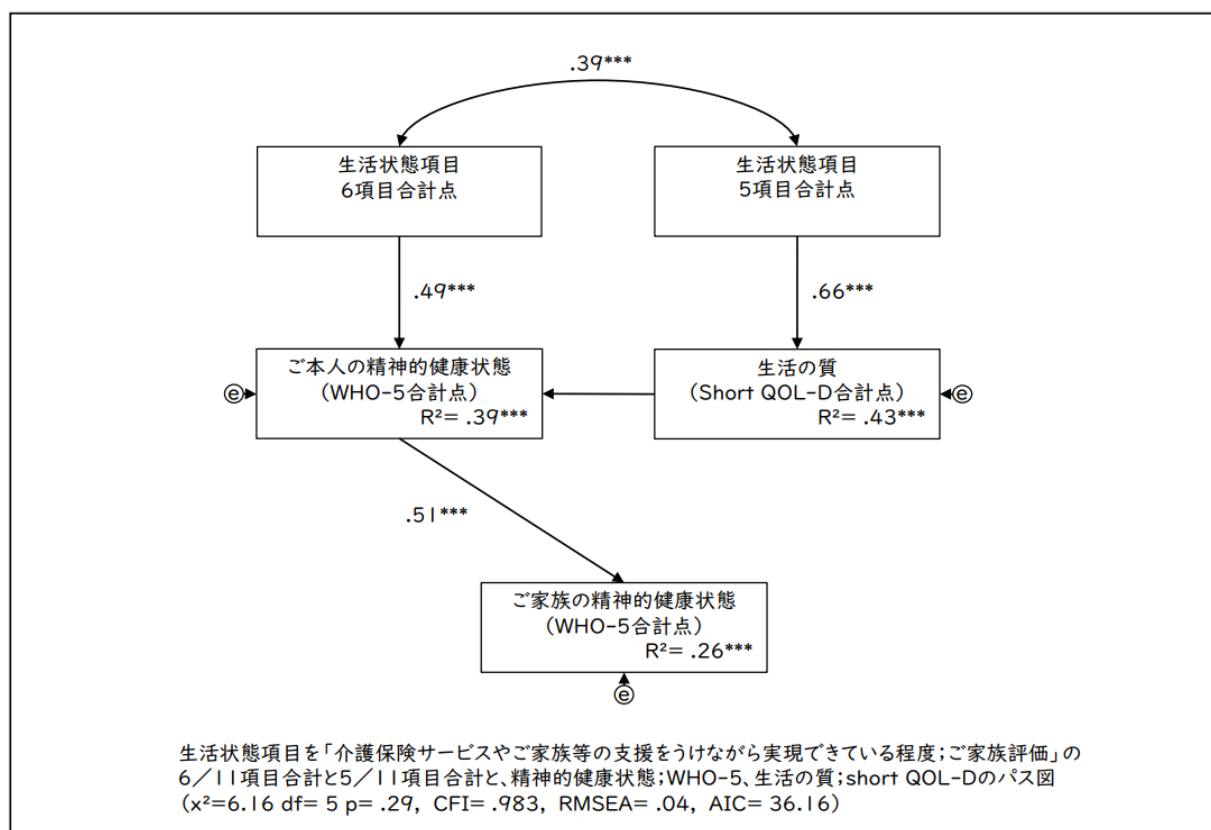 .39***
生活状態項目
6項目合計点
生活状態項目
5項目合計点
.49***
.66***
ご本人の精神的健康状態
(WHO-5合計点)
R²= .39***
生活の質
(Short QOL-D合計点)
R²= .43***
e
e
.51***
ご家族の精神的健康状態
(WHO-5合計点)
R²= .26***
e
生活状態項目を「介護保険サービスやご家族等の支援をうけながら実現できている程度;ご家族評価」の
6/11項目合計と5/11項目合計と、精神的健康状態;WHO-5、生活の質;short QOL-Dのパス図
(x²=6.16 df= 5 p= .29, CFI= .983, RMSEA= .04, AIC= 36.16)